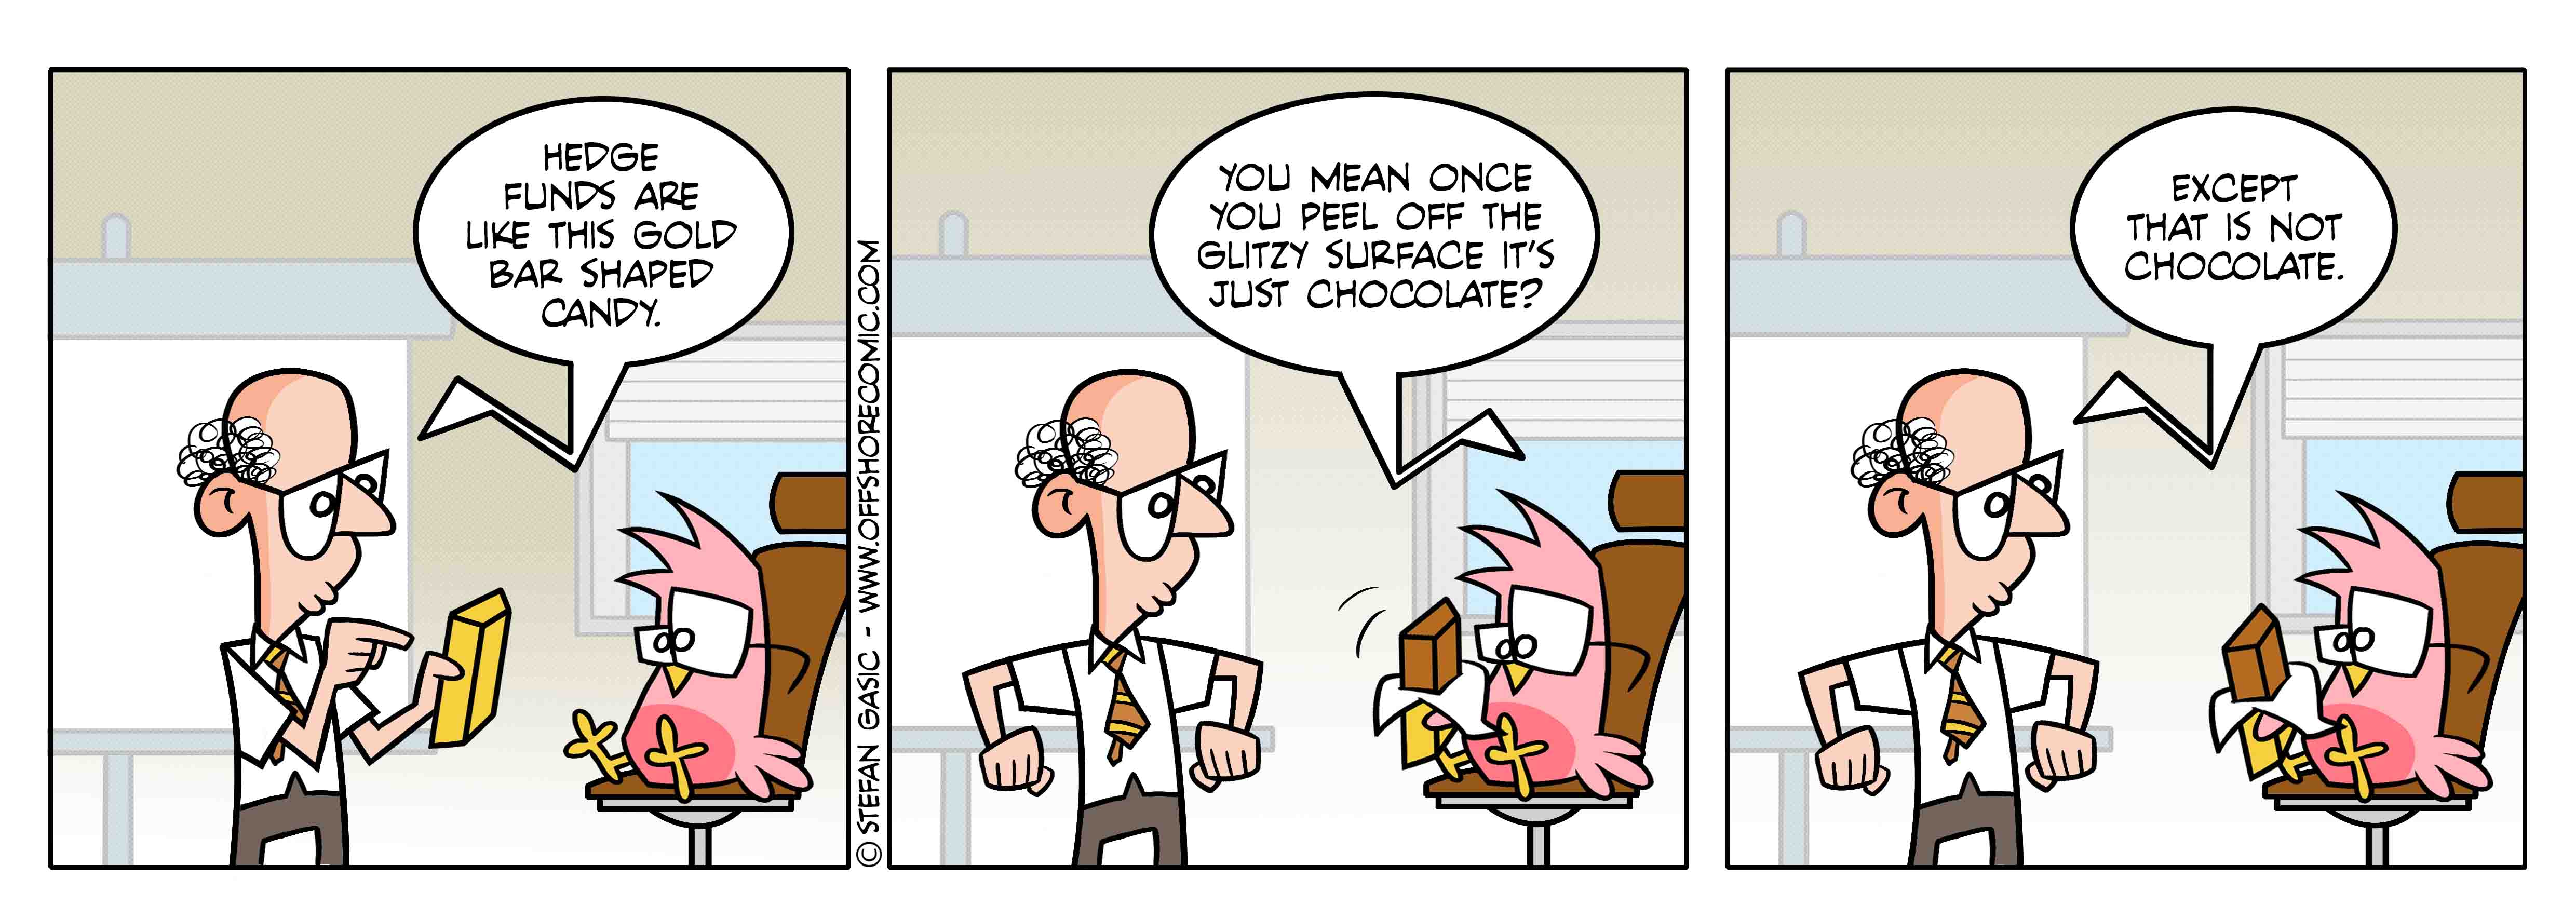 HEDGE
FUNDS ARE
LIKE THIS GOLD
BAR SHAPED
CANDY.
© STEFAN GASIC - WWW.OFFSHORECOMIC.COM
YOU MEAN ONCE
YOU PEEL OFF THE
GLITZY SURFACE IT'S
JUST CHOCOLATE?
EXCEPT
THAT IS NOT
CHOCOLATE.